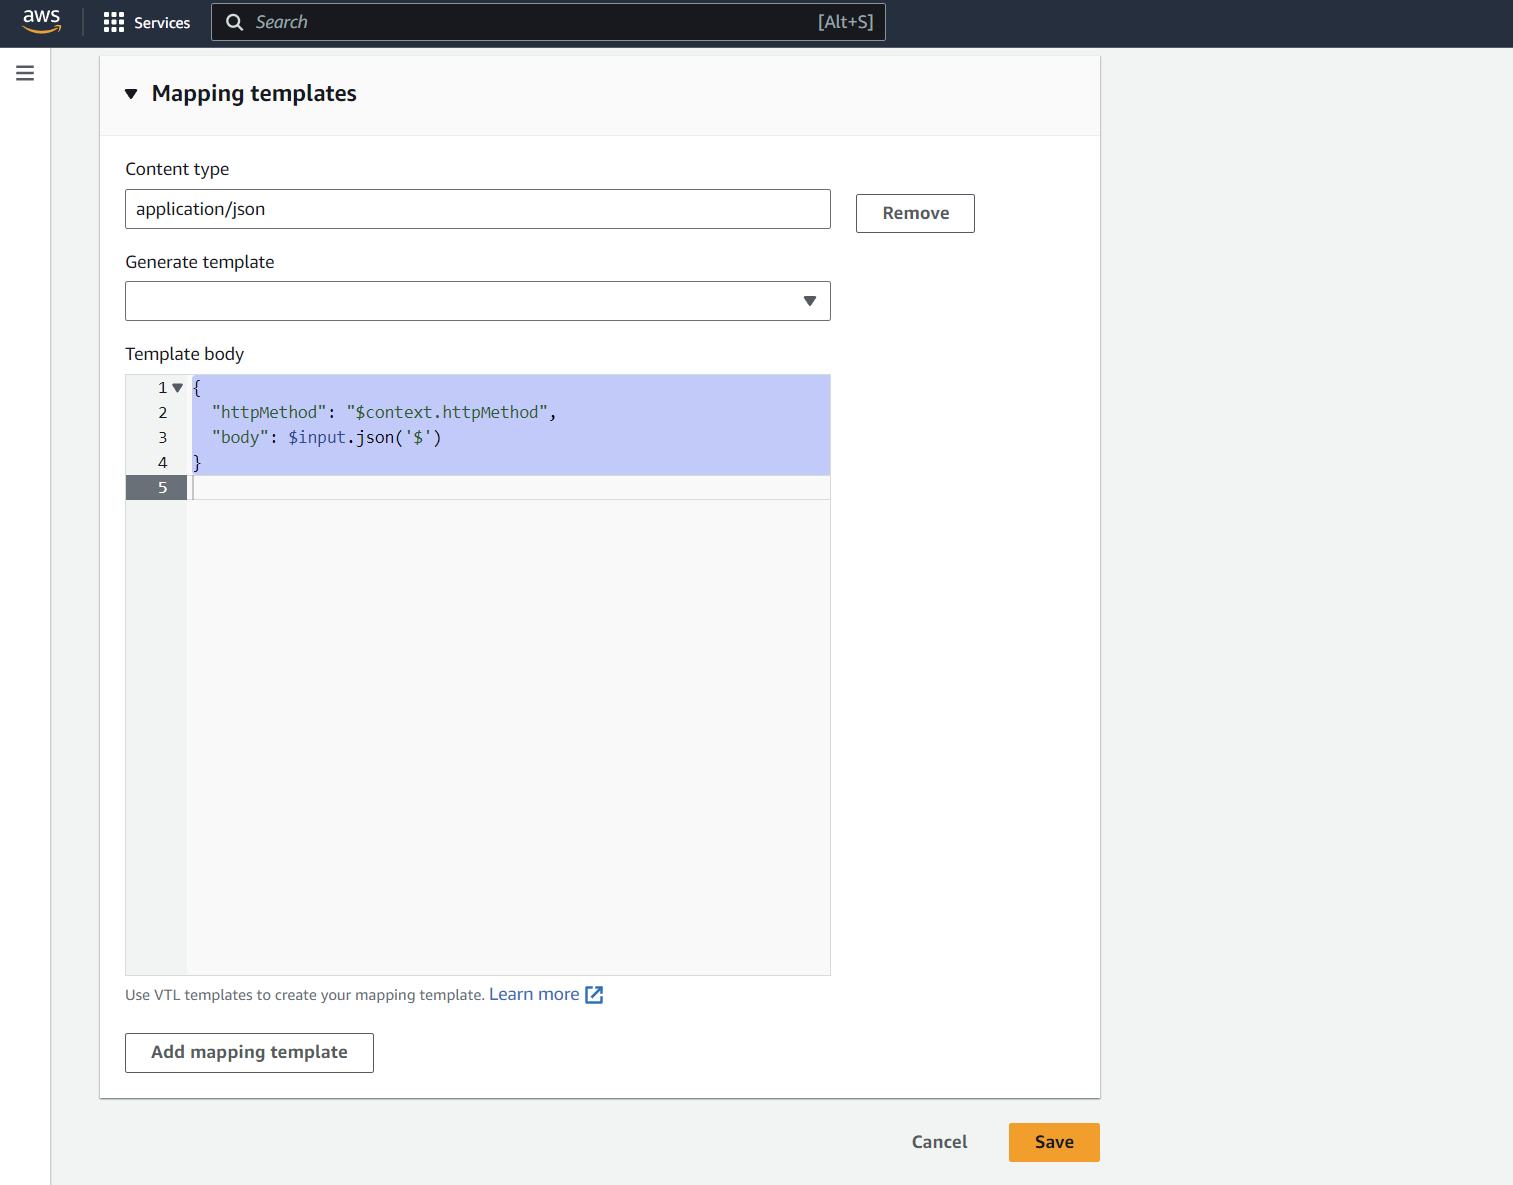 aws
Services
Search
[Alt+S]
Mapping templates
Content type
application/json
Remove
Generate template
Template body
1 {
2 "httpMethod": "$context.httpMethod",
3 "body": $input.json('$')
4 }
5
Use VTL templates to create your mapping template. Learn more
Add mapping template
Cancel
Save